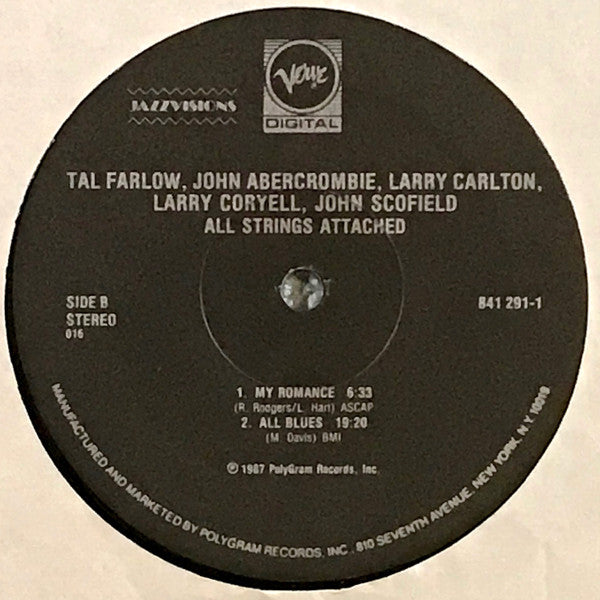 Verve
DIGITAL
JAZZVISIONS
TAL FARLOW, JOHN ABERCROMBIE, LARRY CARLTON,
LARRY CORYELL, JOHN SCOFIELD
ALL STRINGS ATTACHED
SIDE B
STEREO
016
841 291-1
1. MY ROMANCE 6:33
(R. Rodgers/L. Hart) ASCAP
2. ALL BLUES 19:20
(M. Davis) BMI
℗ 1987 PolyGram Records, Inc.
MANUFACTURED AND MARKETED BY POLYGRAM RECORDS, INC., 810 SEVENTH AVENUE, NEW YORK, N.Y. 10019